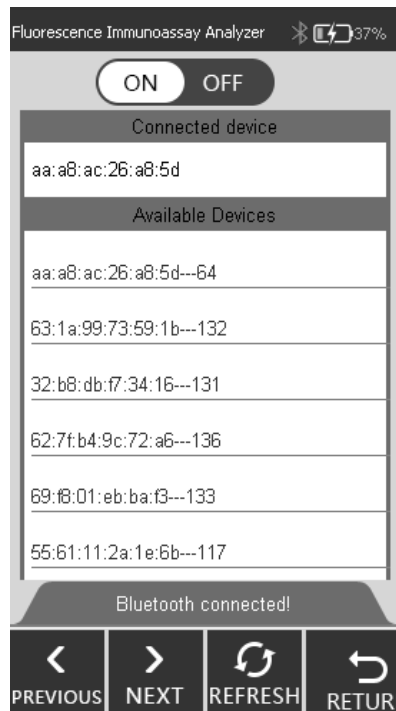 Fluorescence Immunoassay Analyzer 37%
ON OFF
Connected device
aa:a8:ac:26:a8:5d
Available Devices
aa:a8:ac:26:a8:5d---64
63:1a:99:73:59:1b---132
32:b8:db:f7:34:16---131
62:7f:b4:9c:72:a6---136
69:f8:01:eb:ba:f3---133
55:61:11:2a:1e:6b---117
Bluetooth connected!
PREVIOUS NEXT REFRESH RETUR